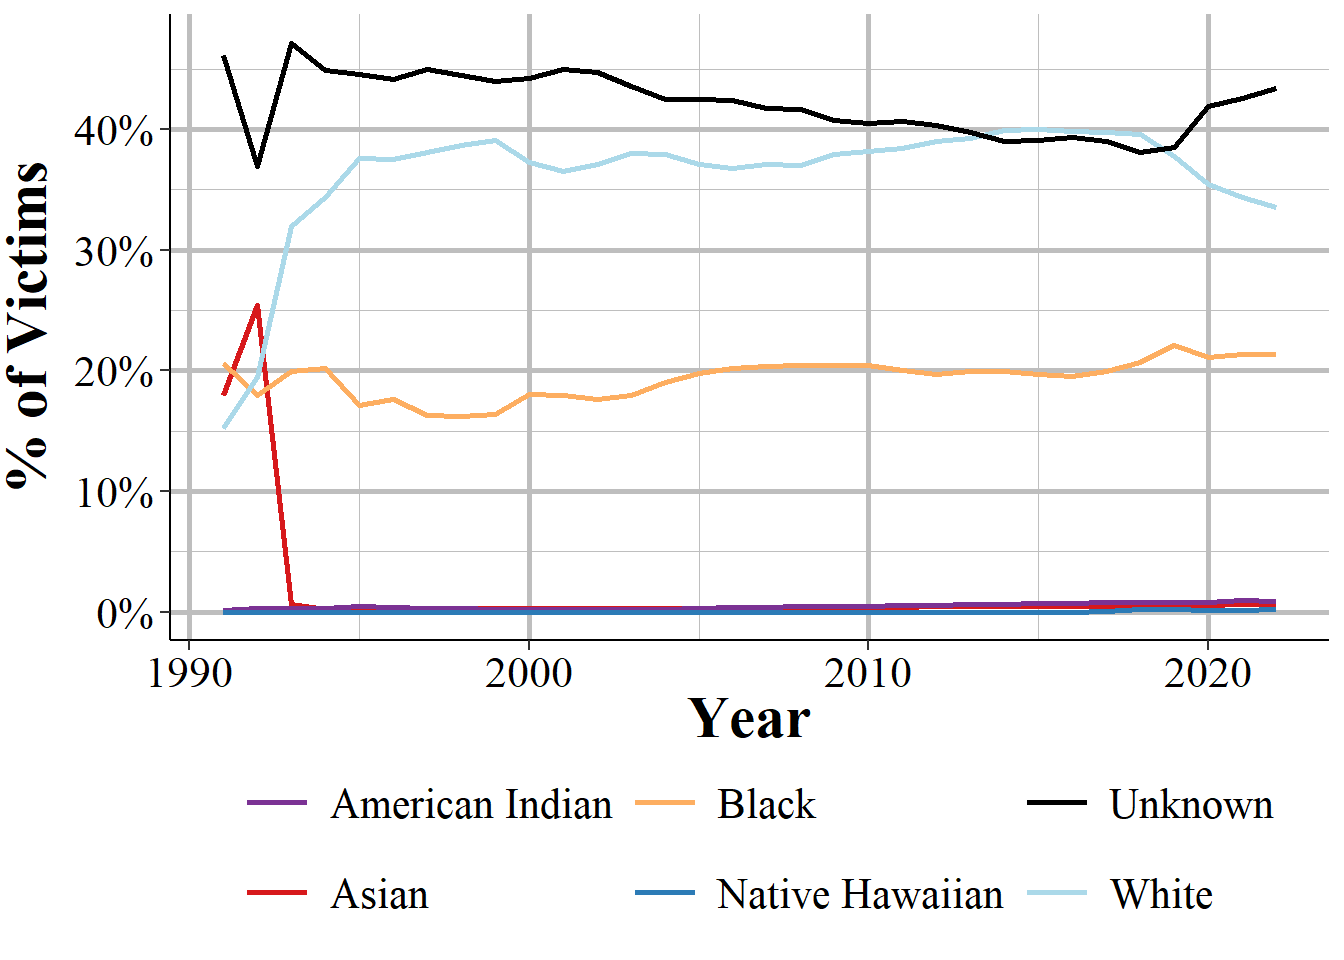 % of Victims
40%
30%
20%
10%
0%
1990 2000 2010 2020
Year
American Indian Black Unknown
Asian Native Hawaiian White